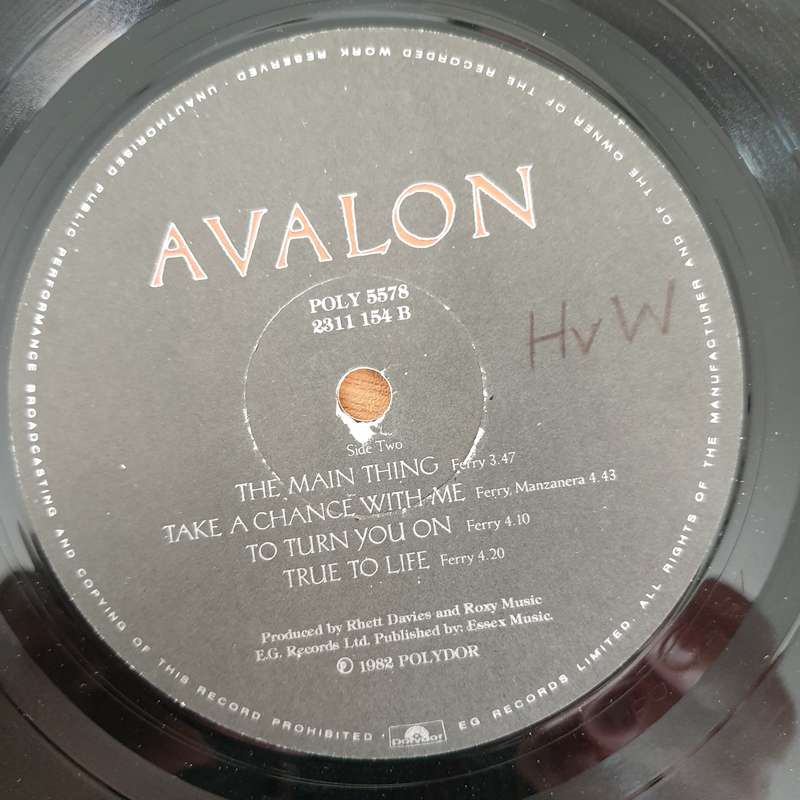 AVALON
POLY 5578
2311 154 B
HvW
Side Two
THE MAIN THING Ferry 3.47
TAKE A CHANCE WITH ME Ferry, Manzanera 4.43
TO TURN YOU ON Ferry 4.10
TRUE TO LIFE Ferry 4.20
Produced by Rhett Davies and Roxy Music
E.G. Records Ltd. Published by: Essex Music.
℗ 1982 POLYDOR
polydor
EG RECORDS LIMITED. ALL RIGHTS OF THE MANUFACTURER AND OF THE OWNER OF THE RECORDED WORK RESERVED · UNAUTHORISED PUBLIC PERFORMANCE BROADCASTING AND COPYING OF THIS RECORD PROHIBITED ·